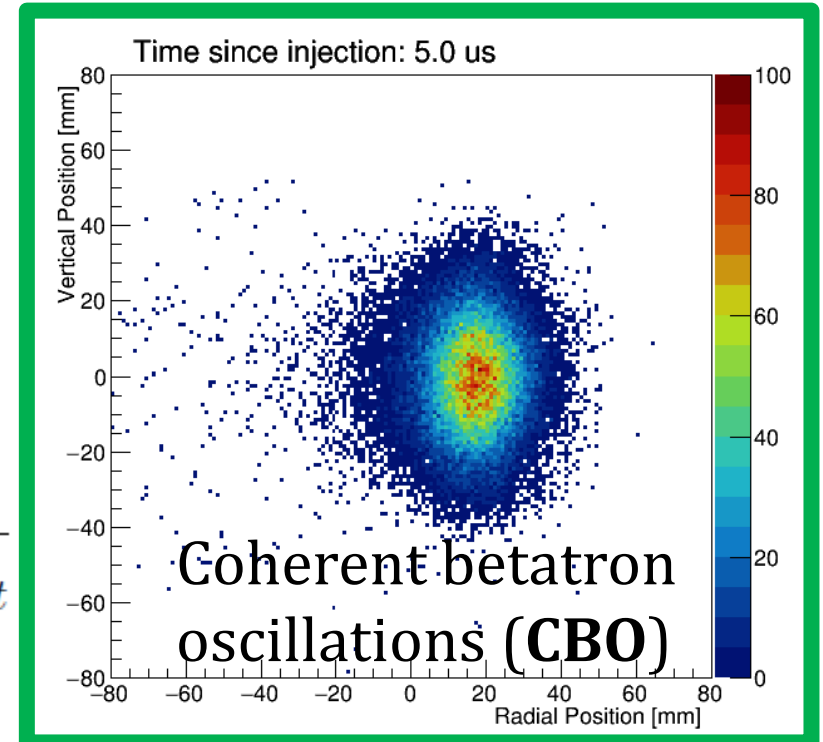 Time since injection: 5.0 us
Vertical Position [mm]
80
60
40
20
0
−20
−40
−60
−80
100
80
60
40
20
0
Coherent betatron
oscillations (CBO)
−80 −60 −40 −20 0 20 40 60 80
Radial Position [mm]
t